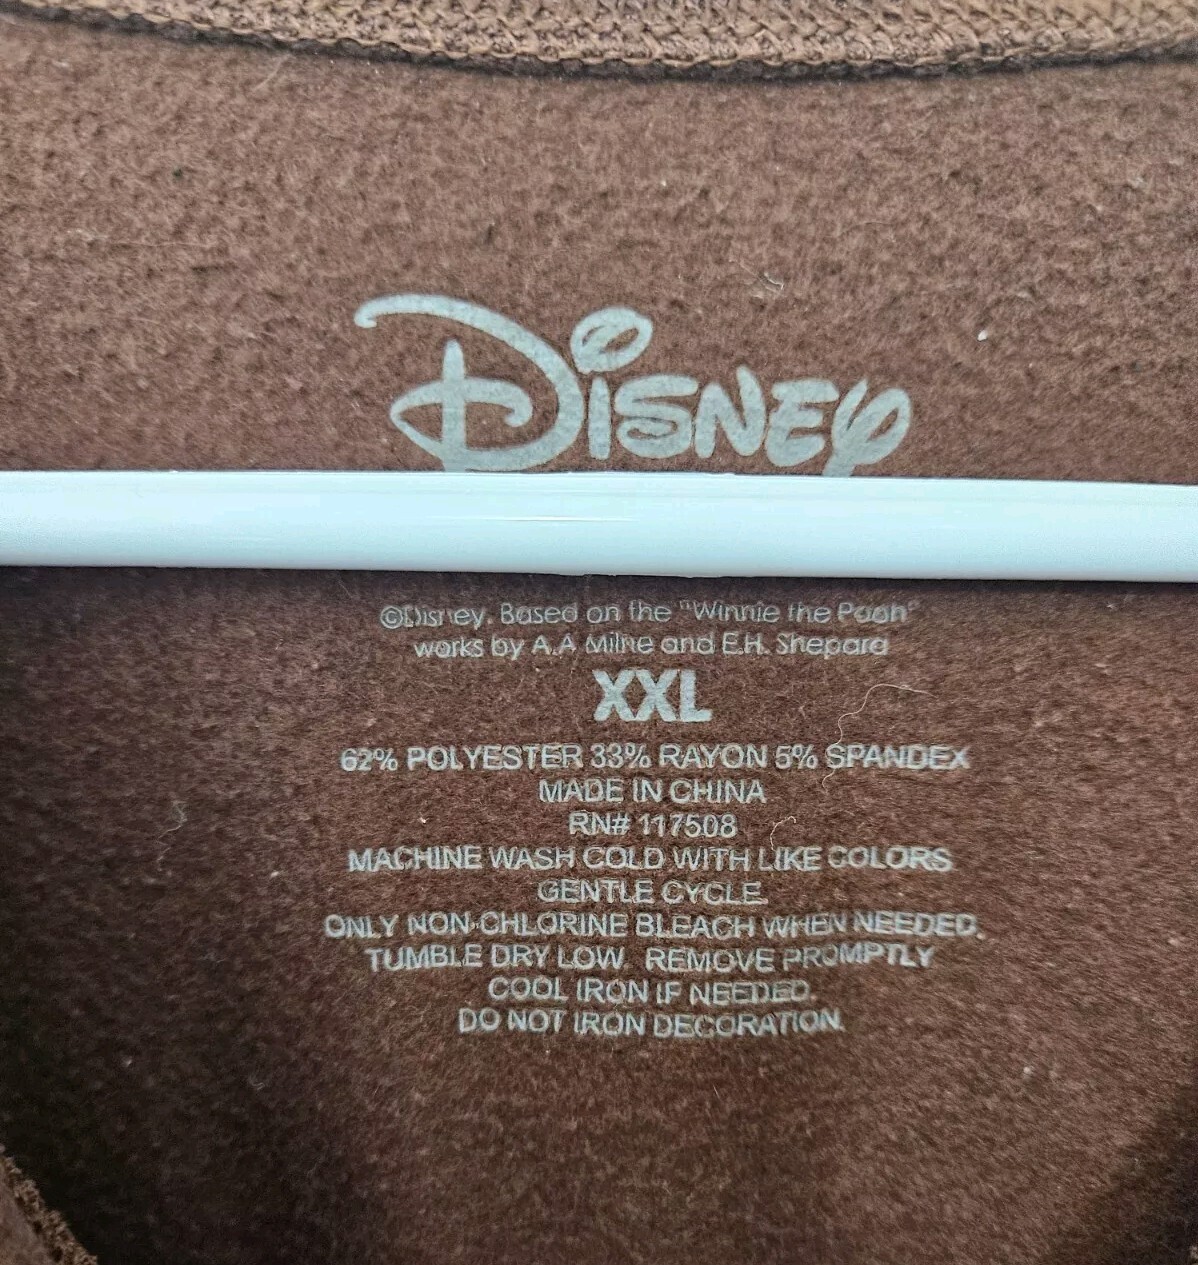 Disney
©Disney. Based on the "Winnie the Pooh"
works by A.A Milne and E.H. Shepard
XXL
62% POLYESTER 33% RAYON 5% SPANDEX
MADE IN CHINA
RN# 117508
MACHINE WASH COLD WITH LIKE COLORS
GENTLE CYCLE.
ONLY NON-CHLORINE BLEACH WHEN NEEDED.
TUMBLE DRY LOW. REMOVE PROMPTLY
COOL IRON IF NEEDED.
DO NOT IRON DECORATION.